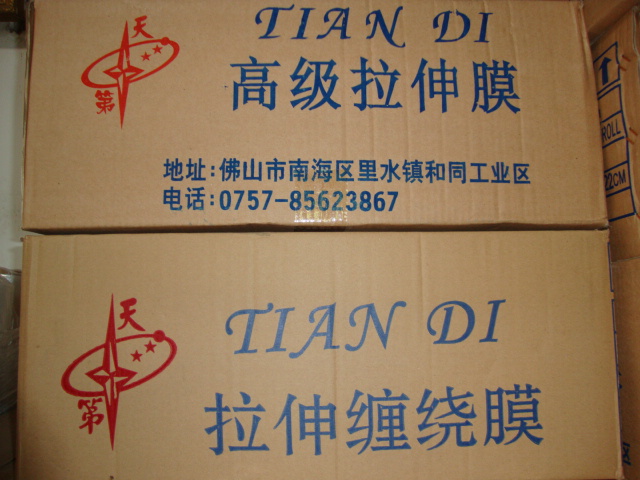 天
第
TIAN DI
高级拉伸膜
地址:佛山市南海区里水镇和同工业区
电话:0757-85623867
ROLL
22CM
天
第
TIAN DI
拉伸缠绕膜